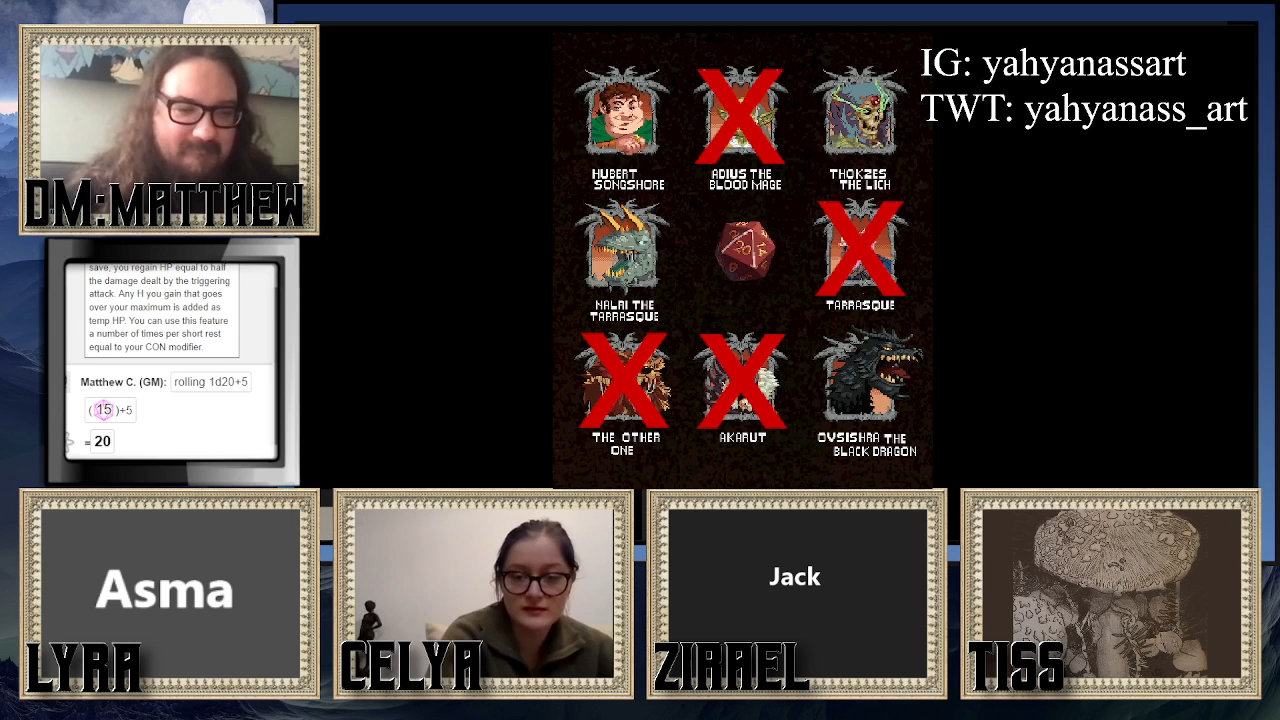 IG: yahyanassart
TWT: yahyanass_art
HUBERT
SONGSHORE
ADIUS THE
BLOOD MAGE
THOKZES
THE LICH
NALRI THE
TARRASQUE
20
TARRASQUE
THE OTHER
ONE
AKARUT
OVSISHRA THE
BLACK DRAGON
DM:MATTHEW
save, you regain HP equal to half
the damage dealt by the triggering
attack. Any H you gain that goes
over your maximum is added as
temp HP. You can use this feature
a number of times per short rest
equal to your CON modifier.
Matthew C. (GM): rolling 1d20+5
(15)+5
= 20
Asma
LYRA
CELYA
Jack
ZIRAEL
TISS